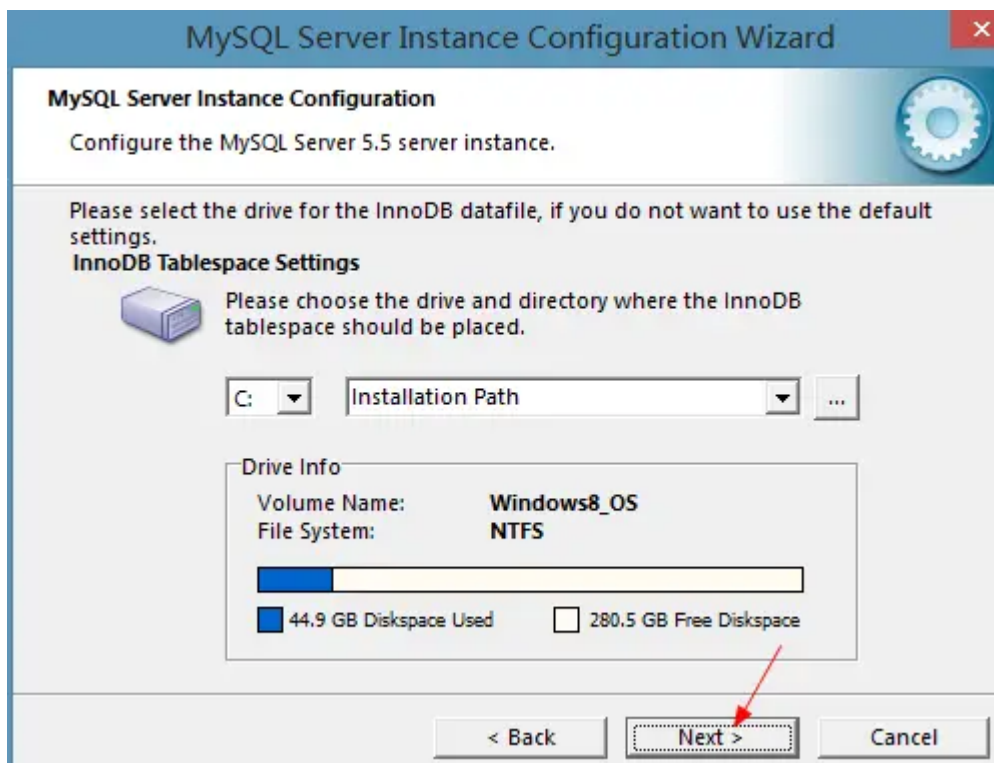 MySQL Server Instance Configuration Wizard
MySQL Server Instance Configuration
Configure the MySQL Server 5.5 server instance.
Please select the drive for the InnoDB datafile, if you do not want to use the default
settings.
InnoDB Tablespace Settings
Please choose the drive and directory where the InnoDB
tablespace should be placed.
C: Installation Path ...
Drive Info
Volume Name: Windows8_OS
File System: NTFS
44.9 GB Diskspace Used 280.5 GB Free Diskspace
< Back Next > Cancel